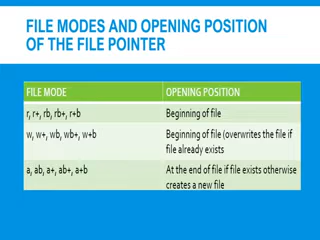 FILE MODES AND OPENING POSITION
OF THE FILE POINTER
FILE MODE OPENING POSITION
r, r+, rb, rb+, r+b Beginning of file
w, w+, wb, wb+, w+b Beginning of file (overwrites the file if
file already exists
a, ab, a+, ab+, a+b At the end of file if file exists otherwise
creates a new file